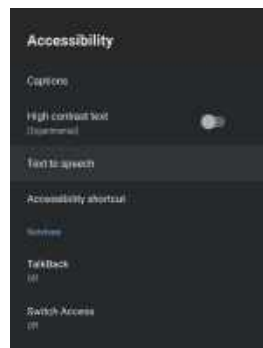 Accessibility
Captions
High contrast text
(Experimental)
Text to speech
Accessibility shortcut
Services
TalkBack
Off
Switch Access
Off